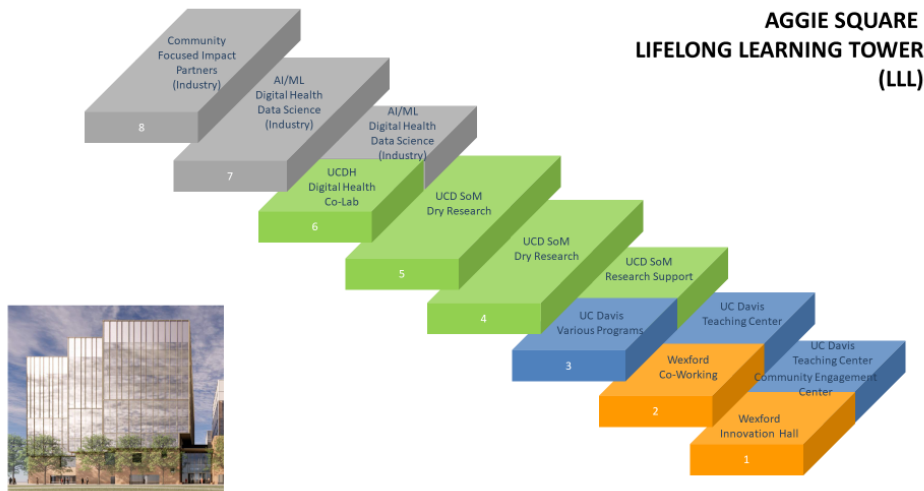 AGGIE SQUARE
LIFELONG LEARNING TOWER
(LLL)
Community
Focused Impact
Partners
(Industry)
8
AI/ML
Digital Health
Data Science
(Industry)
7
AI/ML
Digital Health
Data Science
(Industry)
UCDH
Digital Health
Co-Lab
6
UCD SoM
Dry Research
5
UCD SoM
Dry Research
4
UCD SoM
Research Support
UC Davis
Various Programs
3
UC Davis
Teaching Center
Wexford
Co-Working
2
UC Davis
Teaching Center
Community Engagement
Center
Wexford
Innovation Hall
1